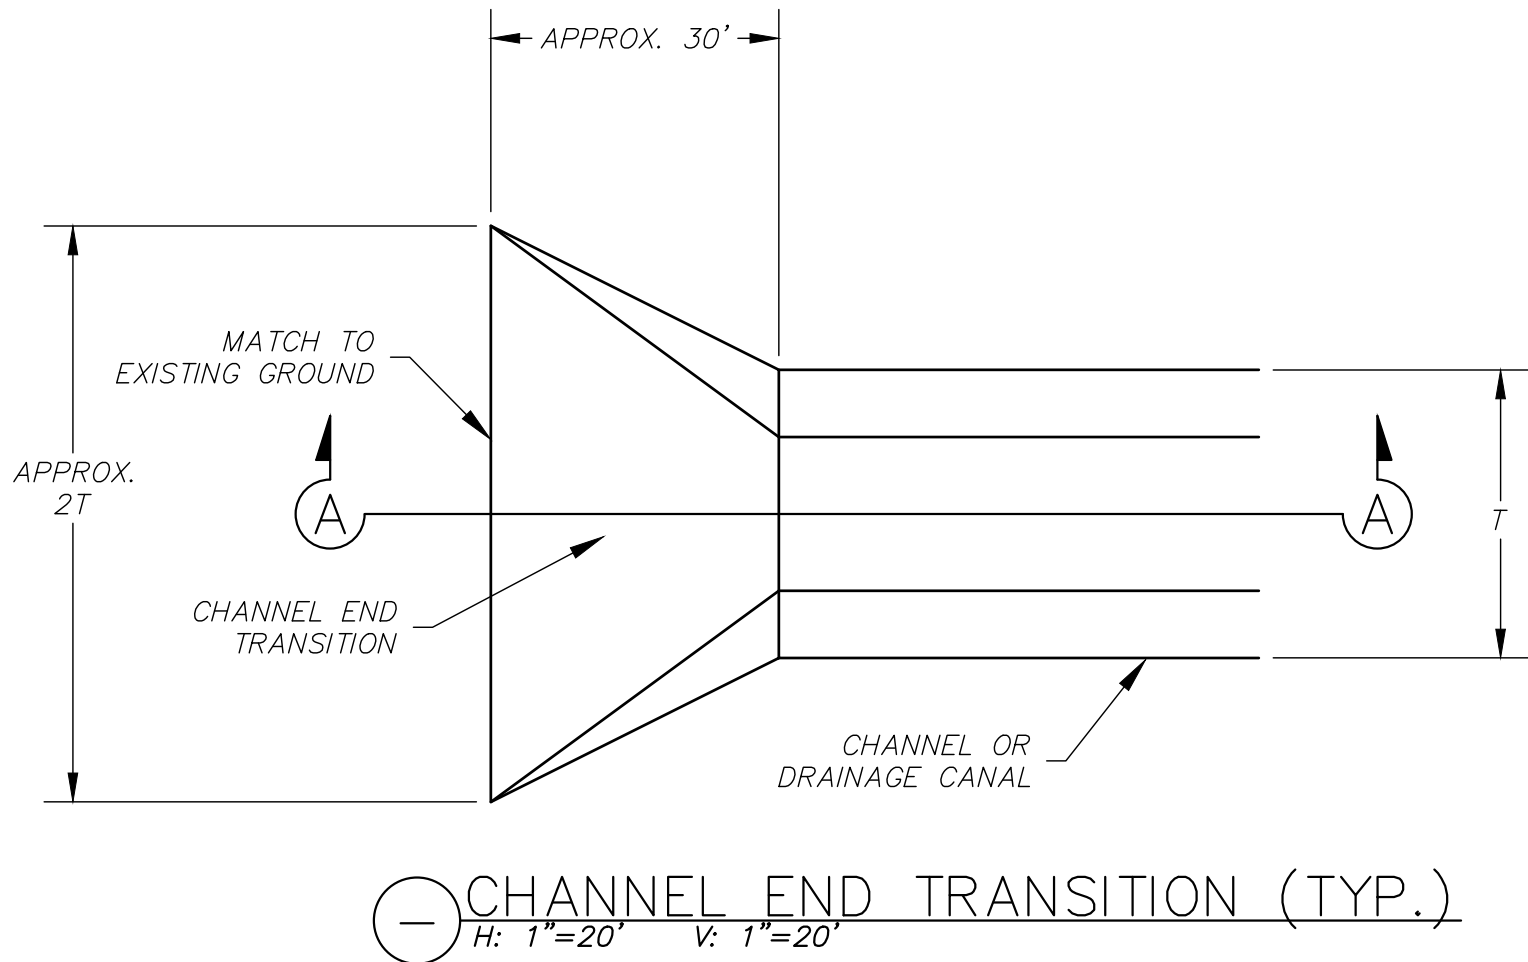 APPROX. 30'
MATCH TO
EXISTING GROUND
APPROX.
2T
A
A
T
CHANNEL END
TRANSITION
CHANNEL OR
DRAINAGE CANAL
— CHANNEL END TRANSITION (TYP.)
H: 1"=20' V: 1"=20'